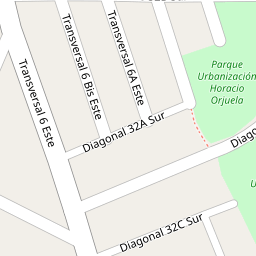 Transversal 6 Este
Transversal 6 Bis Este
Transversal 6A Este
Parque
Urbanización
Horacio
Orjuela
Diagonal 32A Sur
Diagonal
Diagonal 32C Sur